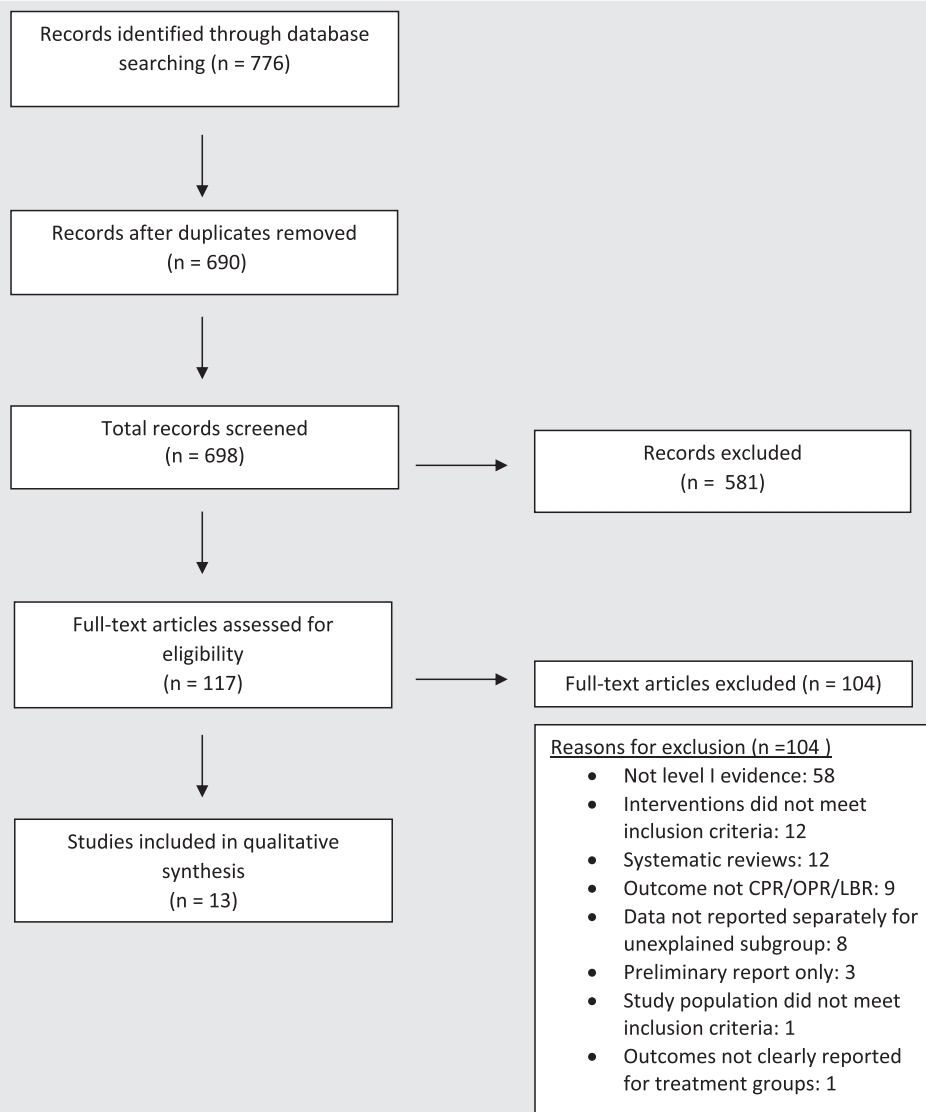 Records identified through database
searching (n = 776)
Records after duplicates removed
(n = 690)
Total records screened
(n = 698)
Records excluded
(n =  581)
Full-text articles assessed for
eligibility
(n = 117)
Full-text articles excluded (n = 104)
Reasons for exclusion (n =104 )
• Not level I evidence: 58
• Interventions did not meet
inclusion criteria: 12
• Systematic reviews: 12
• Outcome not CPR/OPR/LBR: 9
• Data not reported separately for
unexplained subgroup: 8
• Preliminary report only: 3
• Study population did not meet
inclusion criteria: 1
• Outcomes not clearly reported
for treatment groups: 1
Studies included in qualitative
synthesis
(n = 13)